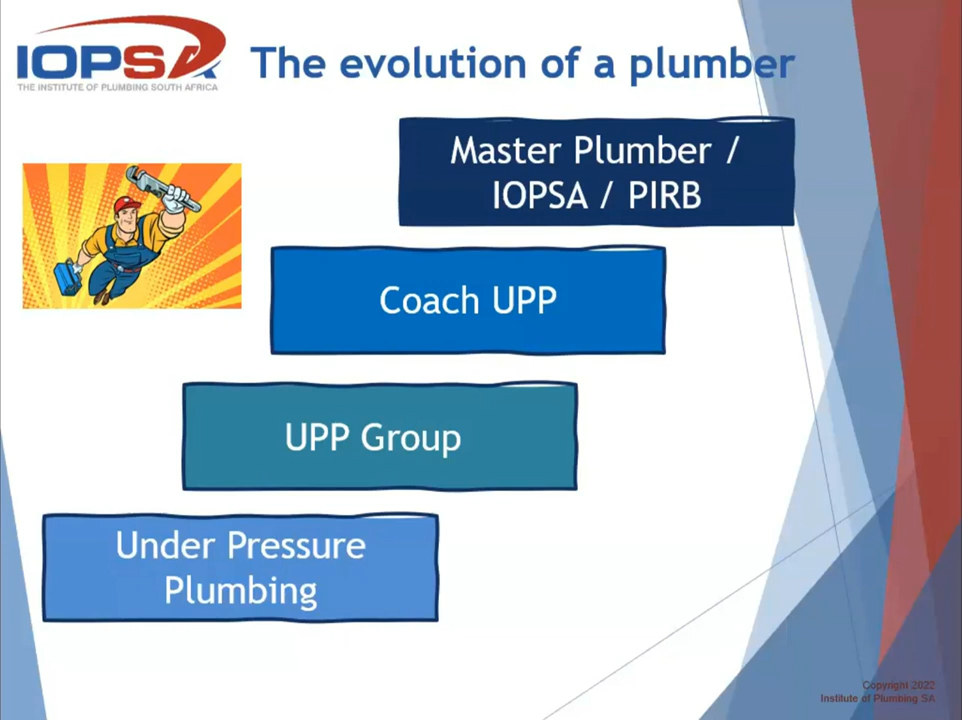 IOPSA
THE INSTITUTE OF PLUMBING SOUTH AFRICA
The evolution of a plumber
Master Plumber /
IOPSA / PIRB
Coach UPP
UPP Group
Under Pressure
Plumbing
Copyright 2022
Institute of Plumbing SA